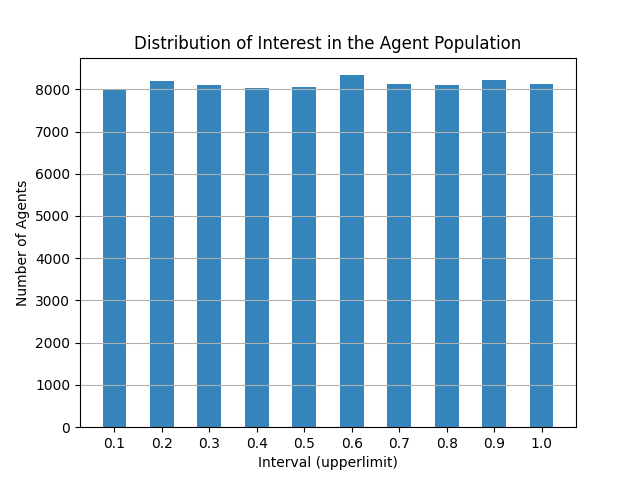 Distribution of Interest in the Agent Population
Number of Agents
8000
7000
6000
5000
4000
3000
2000
1000
0
0.1 0.2 0.3 0.4 0.5 0.6 0.7 0.8 0.9 1.0
Interval (upperlimit)